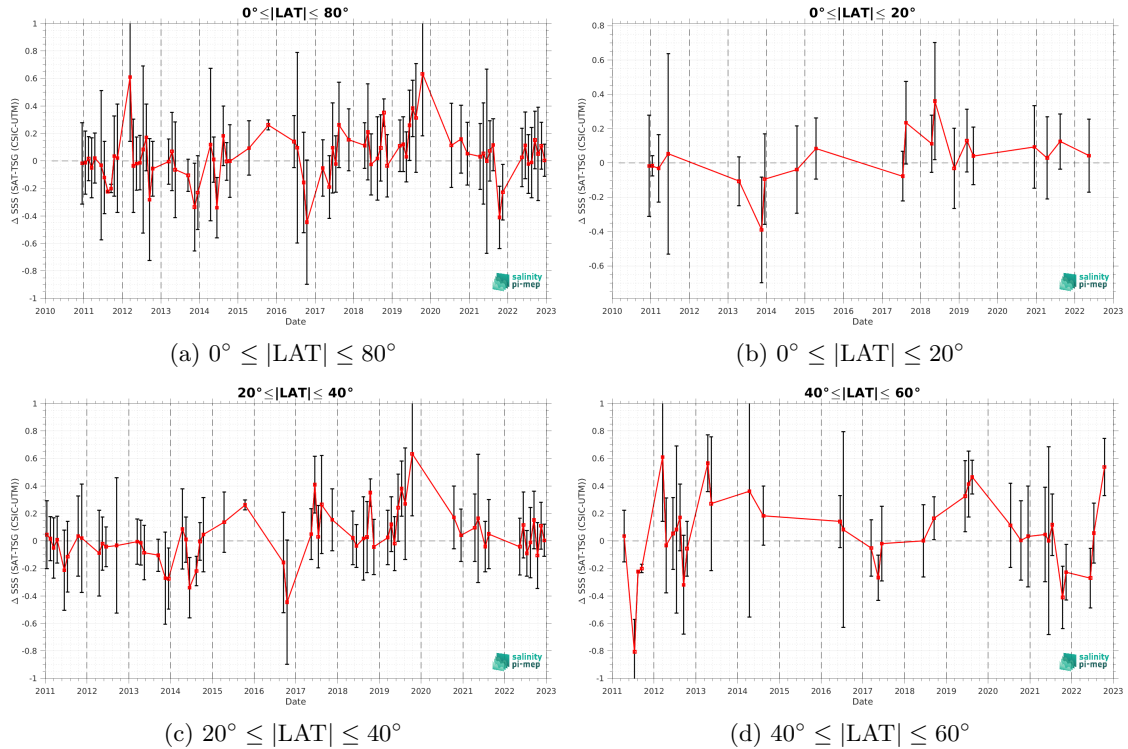 0°≤|LAT|≤ 80°
Δ SSS (SAT-TSG (CSIC-UTM))
1
0.8
0.6
0.4
0.2
0
-0.2
-0.4
-0.6
-0.8
-1
2010 2011 2012 2013 2014 2015 2016 2017 2018 2019 2020 2021 2022 2023
Date
salinity
pi-mep
(a) 0° ≤ |LAT| ≤ 80°
0°≤|LAT|≤ 20°
Δ SSS (SAT-TSG (CSIC-UTM))
0.8
0.6
0.4
0.2
0
-0.2
-0.4
-0.6
2010 2011 2012 2013 2014 2015 2016 2017 2018 2019 2020 2021 2022 2023
Date
salinity
pi-mep
(b) 0° ≤ |LAT| ≤ 20°
20°≤|LAT|≤ 40°
Δ SSS (SAT-TSG (CSIC-UTM))
1
0.8
0.6
0.4
0.2
0
-0.2
-0.4
-0.6
-0.8
-1
2011 2012 2013 2014 2015 2016 2017 2018 2019 2020 2021 2022 2023
Date
salinity
pi-mep
(c) 20° ≤ |LAT| ≤ 40°
40°≤|LAT|≤ 60°
Δ SSS (SAT-TSG (CSIC-UTM))
1
0.8
0.6
0.4
0.2
0
-0.2
-0.4
-0.6
-0.8
-1
2011 2012 2013 2014 2015 2016 2017 2018 2019 2020 2021 2022 2023
Date
salinity
pi-mep
(d) 40° ≤ |LAT| ≤ 60°